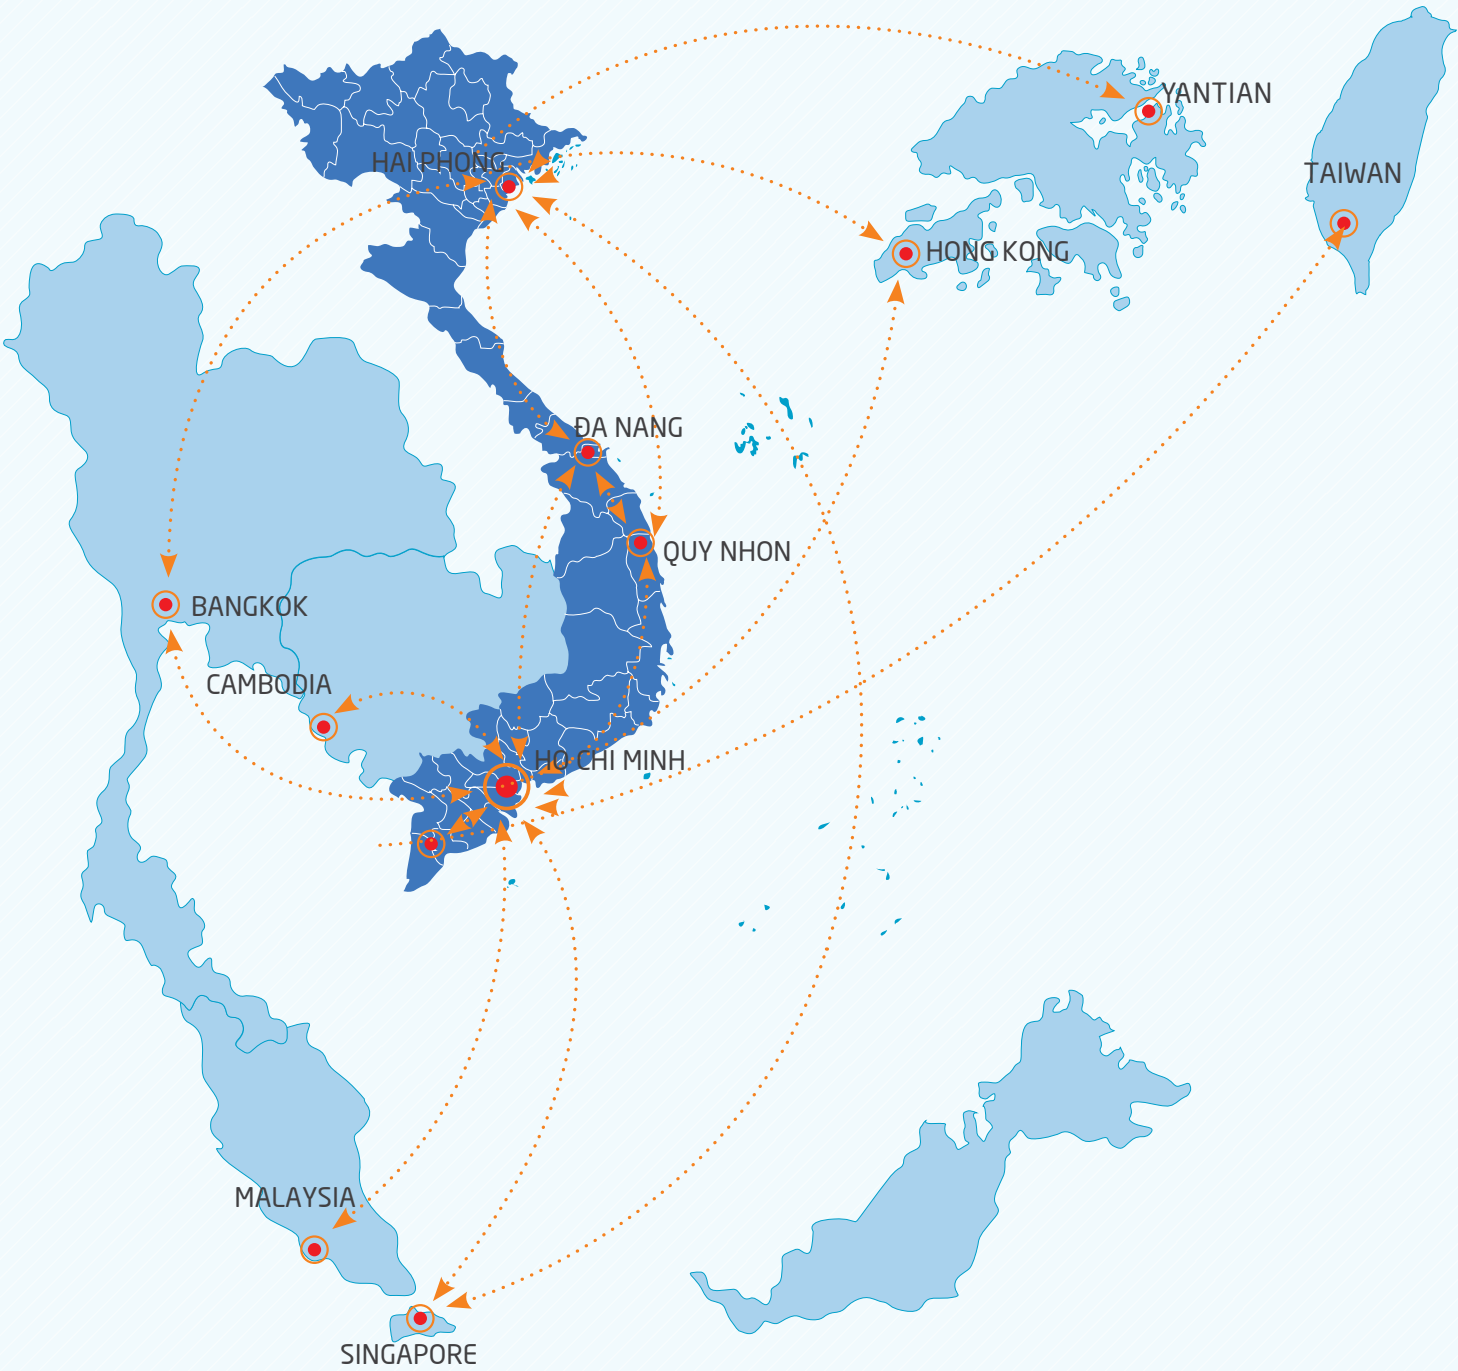 YANTIAN
HAI PHONG
TAIWAN
HONG KONG
ĐA NANG
QUY NHON
BANGKOK
CAMBODIA
HO CHI MINH
MALAYSIA
SINGAPORE